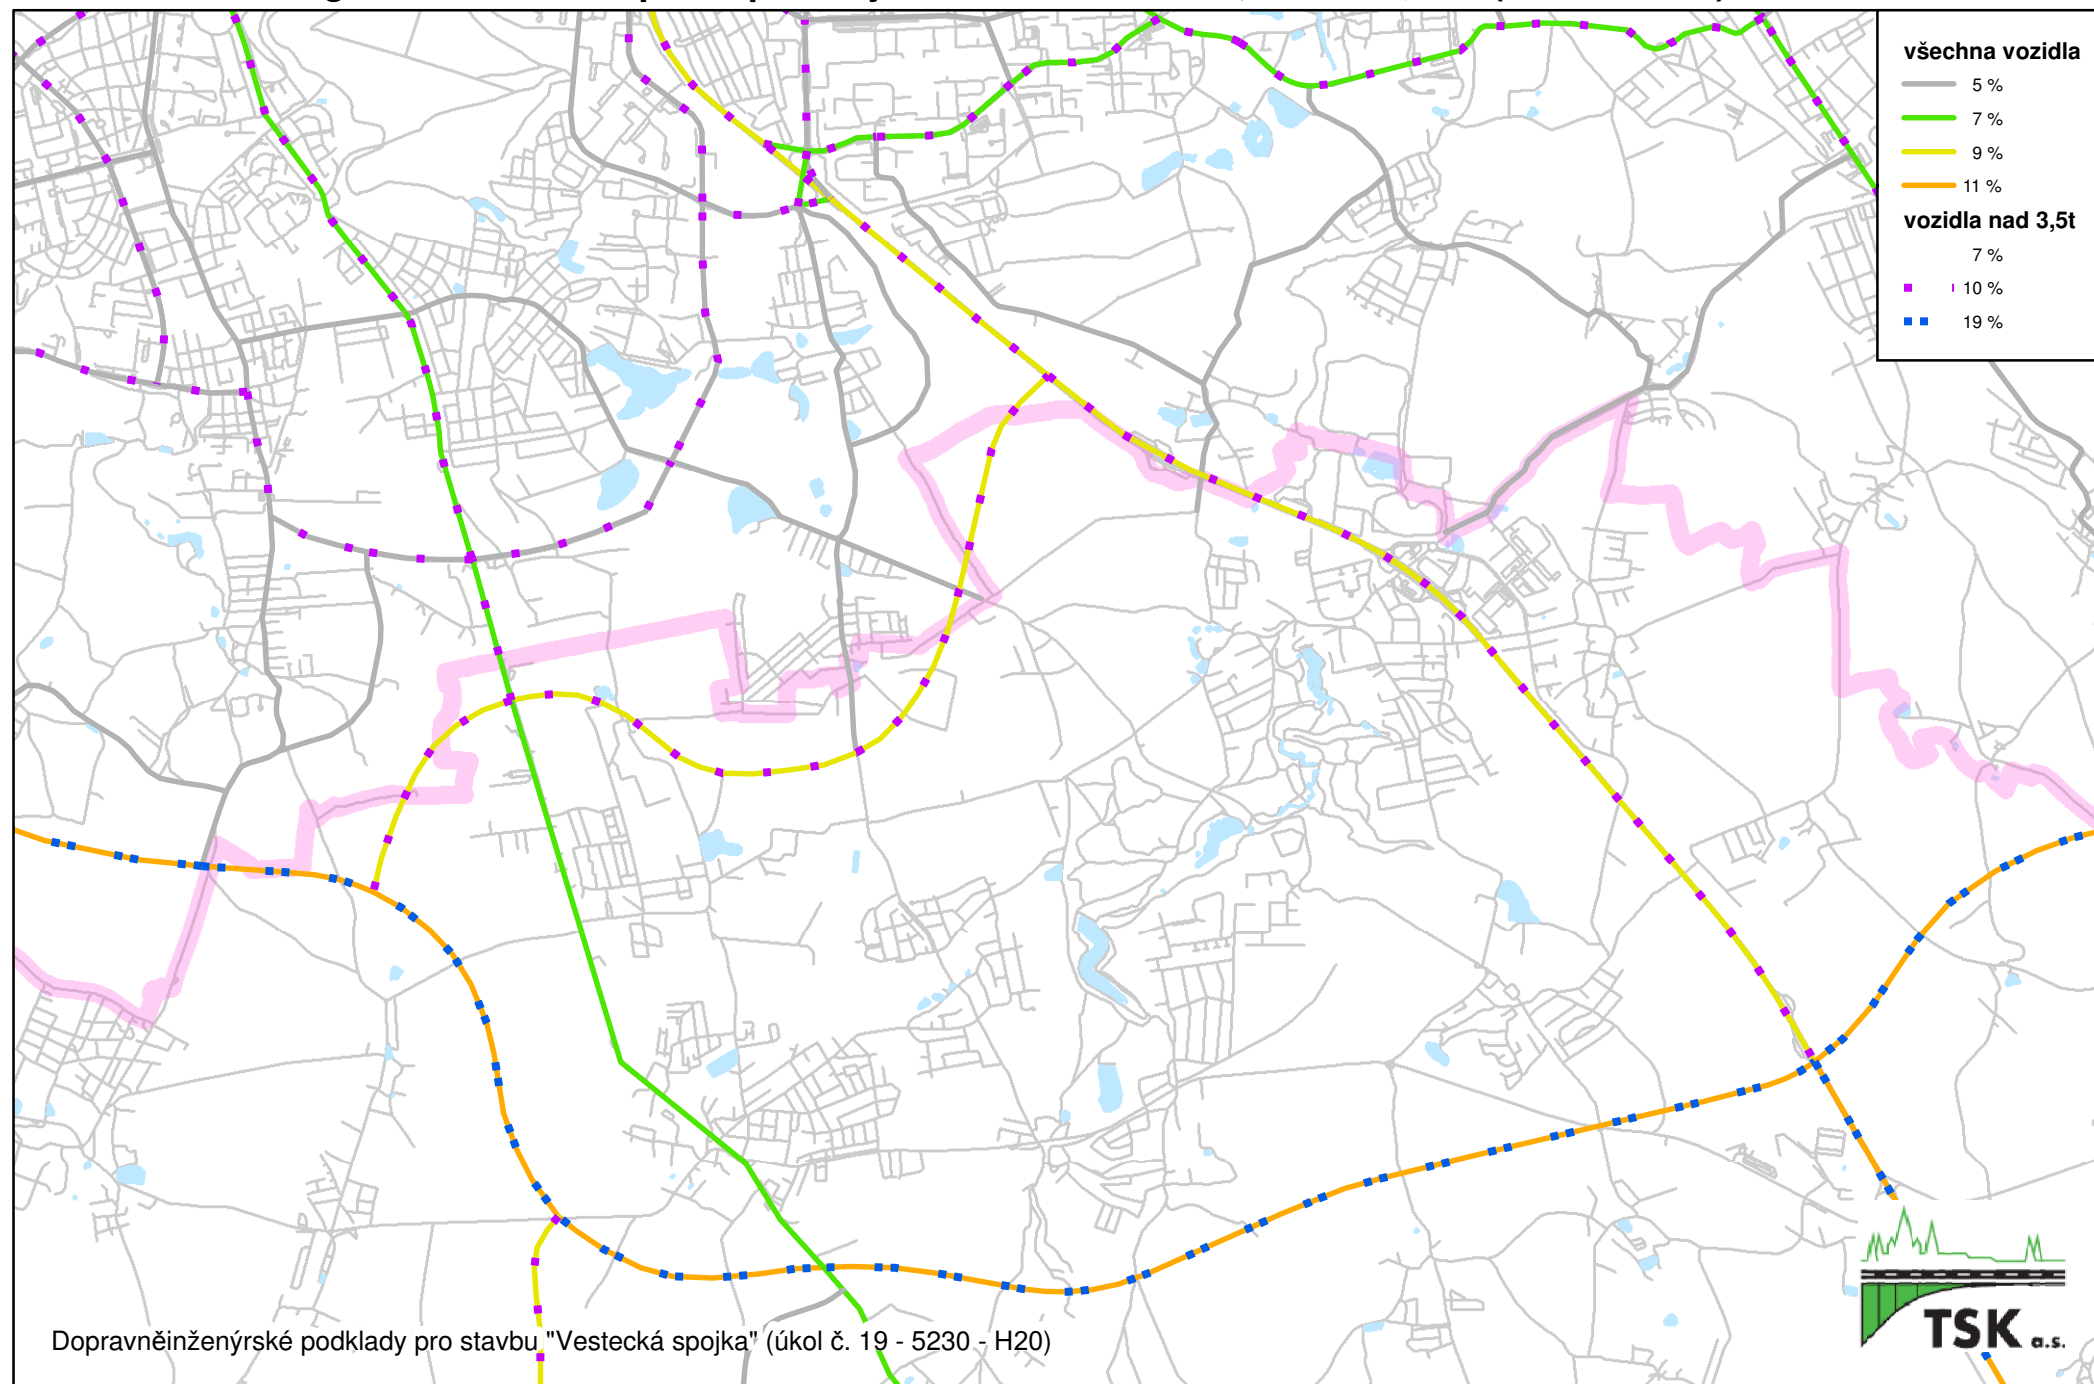 všechna vozidla
5 %
7 %
9 %
11 %
vozidla nad 3,5t
7 %
10 %
19 %
TSK a.s.
Dopravněinženýrské podklady pro stavbu "Vestecká spojka" (úkol č. 19 - 5230 - H20)